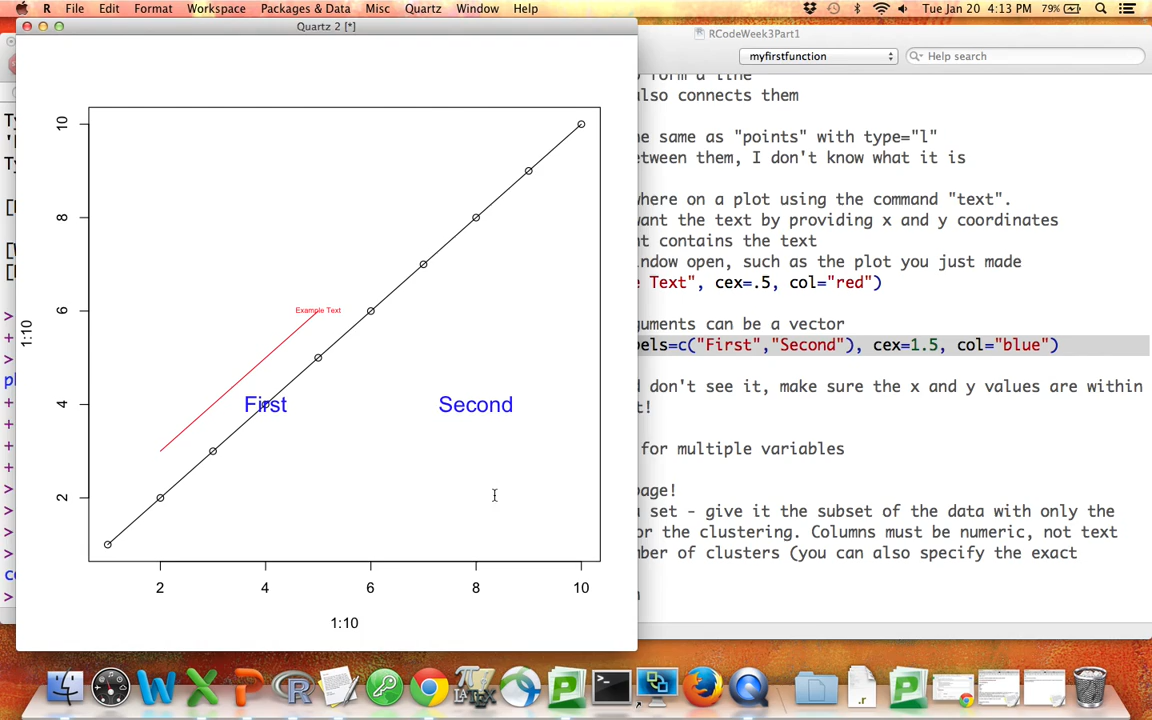 R File Edit Format Workspace Packages & Data Misc Quartz Window Help Tue Jan 20 4:13 PM 79%
Quartz 2 [*]
RCodeWeek3Part1
myfirstfunction
Help search
also connects them
e same as "points" with type="l"
etween them, I don't know what it is
where on a plot using the command "text".
want the text by providing x and y coordinates
t contains the text
ndow open, such as the plot you just made
e Text", cex=.5, col="red")
guments can be a vector
els=c("First","Second"), cex=1.5, col="blue")
don't see it, make sure the x and y values are within
t!
for multiple variables
page!
set - give it the subset of the data with only the
or the clustering. Columns must be numeric, not text
ber of clusters (you can also specify the exact
1:10
10
8
6
4
2
Example Text
First
Second
2 4 6 8 10
1:10